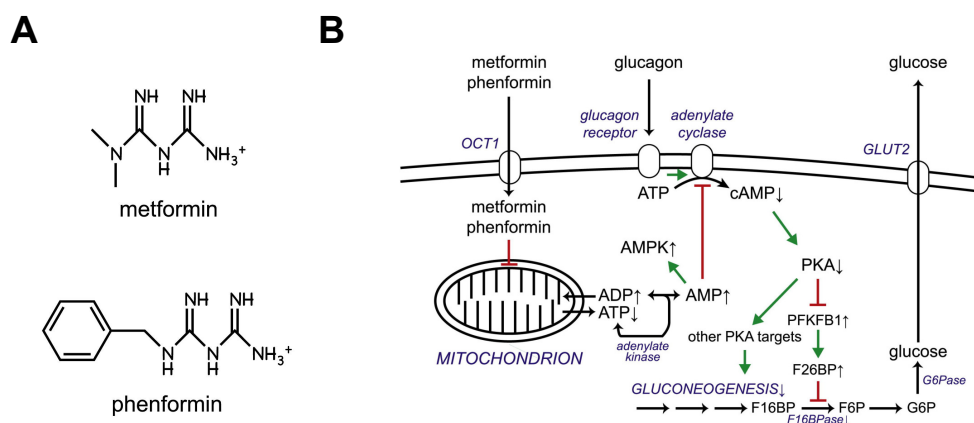 A
NH NH
N N NH3+
H
metformin
NH NH
N N NH3+
H H
phenformin
B
metformin
phenformin
glucagon
glucose
glucagon
receptor
adenylate
cyclase
OCT1
GLUT2
ATP
cAMP↓
metformin
phenformin
AMPK↑
PKA↓
ADP↑
AMP↑
ATP↓
PFKFB1↑
adenylate
kinase
other PKA targets
MITOCHONDRION
F26BP↑
glucose
G6Pase
GLUCONEOGENESIS↓
F16BP
F6P
G6P
F16BPase↓